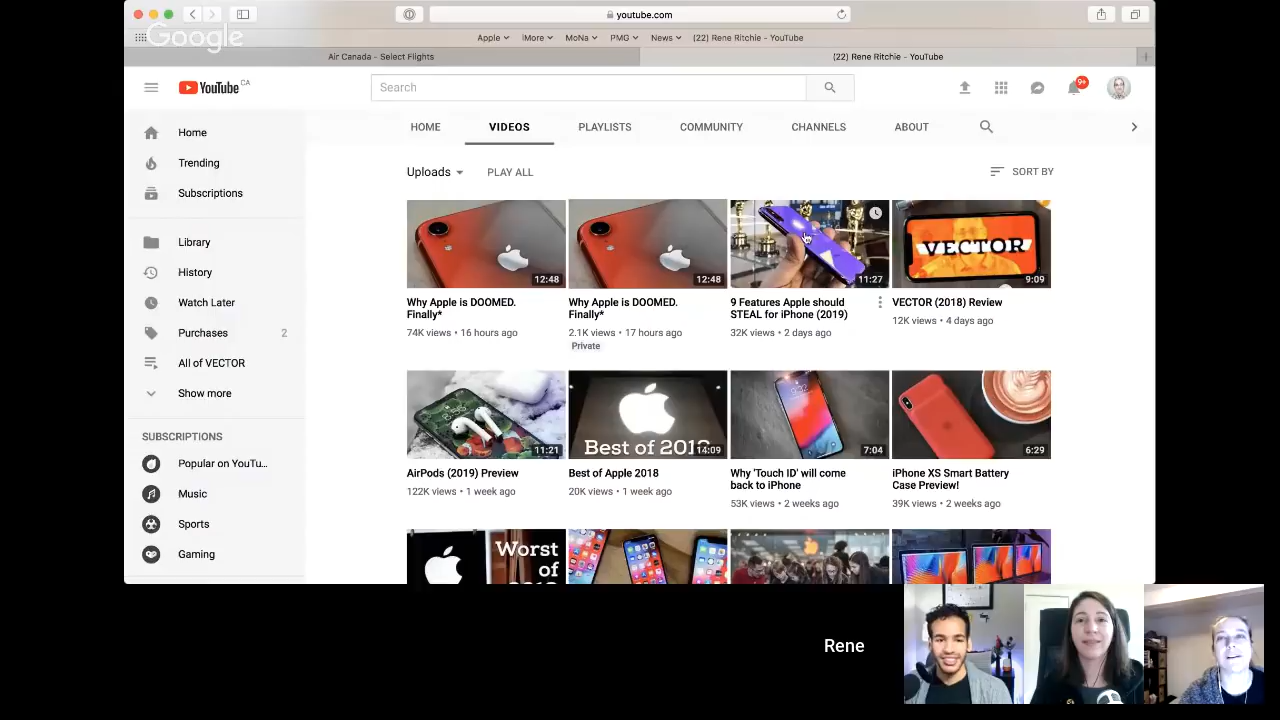 youtube.com
Google
Apple iMore MoNa PMG News (22) Rene Ritchie – YouTube
Air Canada - Select Flights
(22) Rene Ritchie – YouTube
YouTube CA
Search
9+
HOME VIDEOS PLAYLISTS COMMUNITY CHANNELS ABOUT
Home
Trending
Subscriptions
Library
History
Watch Later
Purchases 2
All of VECTOR
Show more
SUBSCRIPTIONS
Popular on YouTu...
Music
Sports
Gaming
Uploads PLAY ALL SORT BY
12:48
Why Apple is DOOMED.
Finally*
74K views • 16 hours ago
12:48
Why Apple is DOOMED.
Finally*
2.1K views • 17 hours ago
Private
11:27
9 Features Apple should
STEAL for iPhone (2019)
32K views • 2 days ago
VECTOR
9:09
VECTOR (2018) Review
12K views • 4 days ago
11:21
AirPods (2019) Preview
122K views • 1 week ago
Best of 2018
14:09
Best of Apple 2018
20K views • 1 week ago
9:32
7:04
Why 'Touch ID' will come
back to iPhone
53K views • 2 weeks ago
6:29
iPhone XS Smart Battery
Case Preview!
39K views • 2 weeks ago
Worst
of
Rene